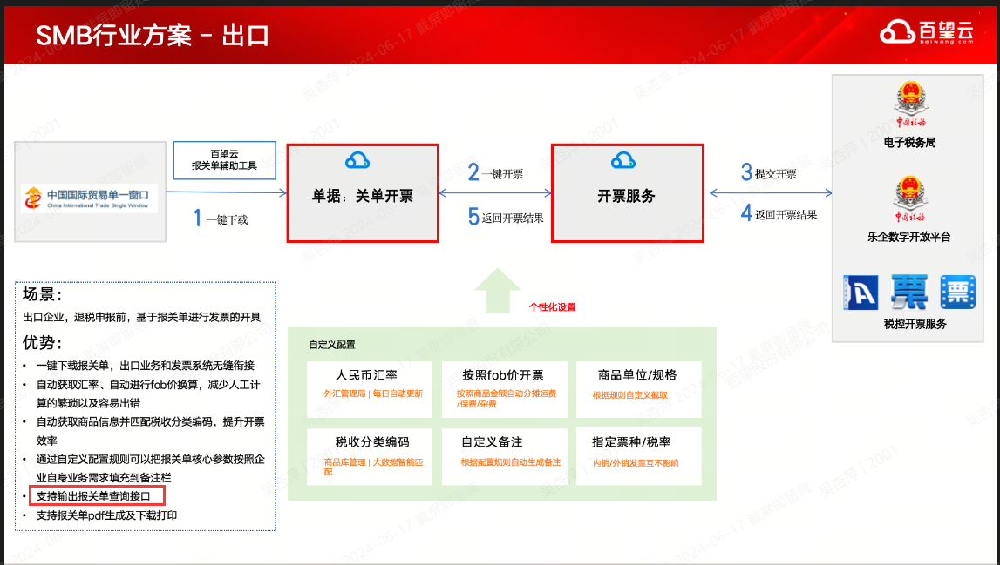 SMB行业方案 – 出口
百望云
baiwang.com
中国国际贸易单一窗口
China International Trade Single Window
百望云
报关单辅助工具
1 一键下载
单据：关单开票
2 一键开票
5 返回开票结果
开票服务
3 提交开票
4 返回开票结果
中国税务
电子税务局
中国税务
乐企数字开放平台
A
票
票
税控开票服务
场景：
出口企业，退税申报前，基于报关单进行发票的开具
优势：
• 一键下载报关单，出口业务和发票系统无缝衔接
• 自动获取汇率、自动进行fob价换算，减少人工计
算的繁琐以及容易出错
• 自动获取商品信息并匹配税收分类编码，提升开票
效率
• 通过自定义配置规则可以把报关单核心参数按照企
业自身业务需求填充到备注栏
• 支持输出报关单查询接口
• 支持报关单pdf生成及下载打印
个性化设置
自定义配置
人民币汇率
外汇管理局 | 每日自动更新
按照fob价开票
按照商品金额自动分摊运费
/保费/杂费
商品单位/规格
根据规则自定义截取
税收分类编码
商品库管理 | 大数据智能匹
配
自定义备注
根据配置规则自动生成备注
指定票种/税率
内销/外销发票互不影响